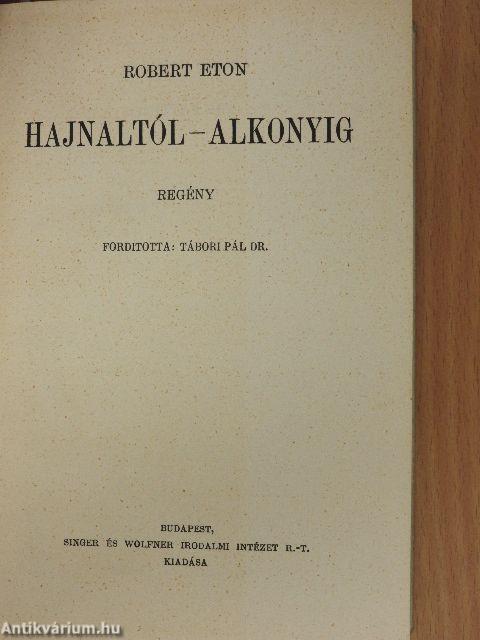 ROBERT ETON
HAJNALTÓL–ALKONYIG
REGÉNY
FORDITOTTA: TÁBORI PÁL DR.
BUDAPEST,
SINGER ÉS WOLFNER IRODALMI INTÉZET R.-T.
KIADÁSA
Antikvárium.hu